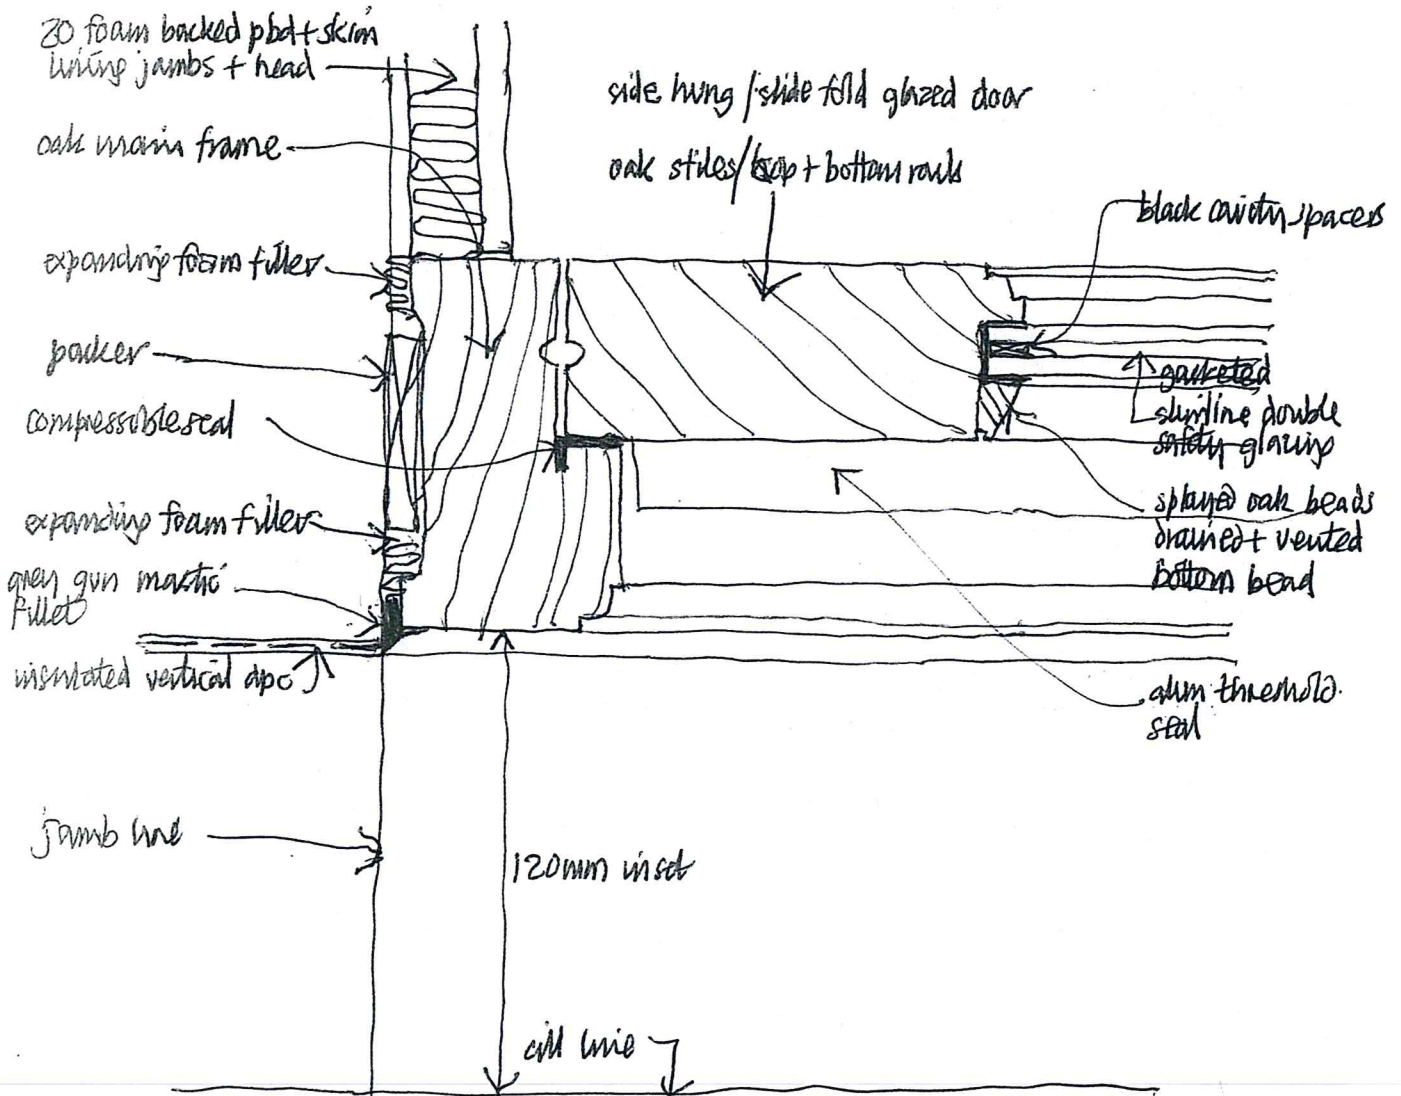 20 foam backed pbd + skim
lining jambs + head
oak main frame
expanding foam filler
packer
compressible seal
expanding foam filler
grey gun mastic
fillet
insulated vertical dpc
jamb line
side hung / slide fold glazed door
oak stiles / top + bottom rails
black cavity spacers
gasketed
slimline double
safety glazing
splayed oak beads
drained + vented
bottom bead
alum threshold
seal
120mm inset
cill line